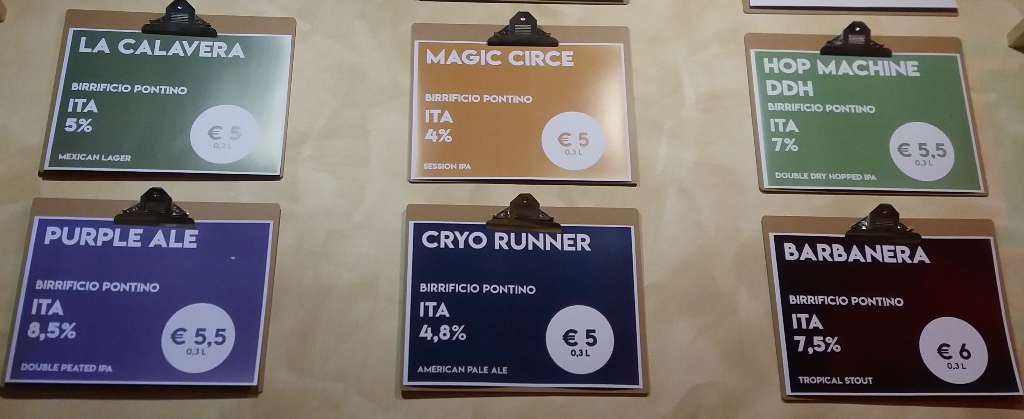 LA CALAVERA
BIRRIFICIO PONTINO
ITA
5%
€ 5
0,3 L
MEXICAN LAGER
MAGIC CIRCE
BIRRIFICIO PONTINO
ITA
4%
€ 5
0,3 L
SESSION IPA
HOP MACHINE
DDH
BIRRIFICIO PONTINO
ITA
7%
€ 5,5
0,3 L
DOUBLE DRY HOPPED IPA
PURPLE ALE
BIRRIFICIO PONTINO
ITA
8,5%
€ 5,5
0,3 L
DOUBLE PEATED IPA
CRYO RUNNER
BIRRIFICIO PONTINO
ITA
4,8%
€ 5
0,3 L
AMERICAN PALE ALE
BARBANERA
BIRRIFICIO PONTINO
ITA
7,5%
€ 6
0,3 L
TROPICAL STOUT